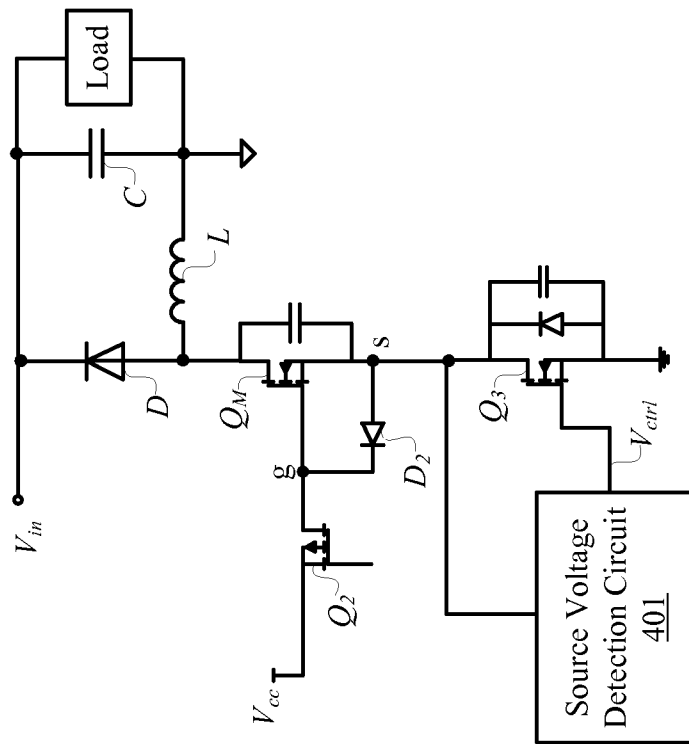 V_in
Load
C
D
L
Q_M
s
g
D_2
Q_2
V_cc
Q_3
V_ctrl
Source Voltage
Detection Circuit
401